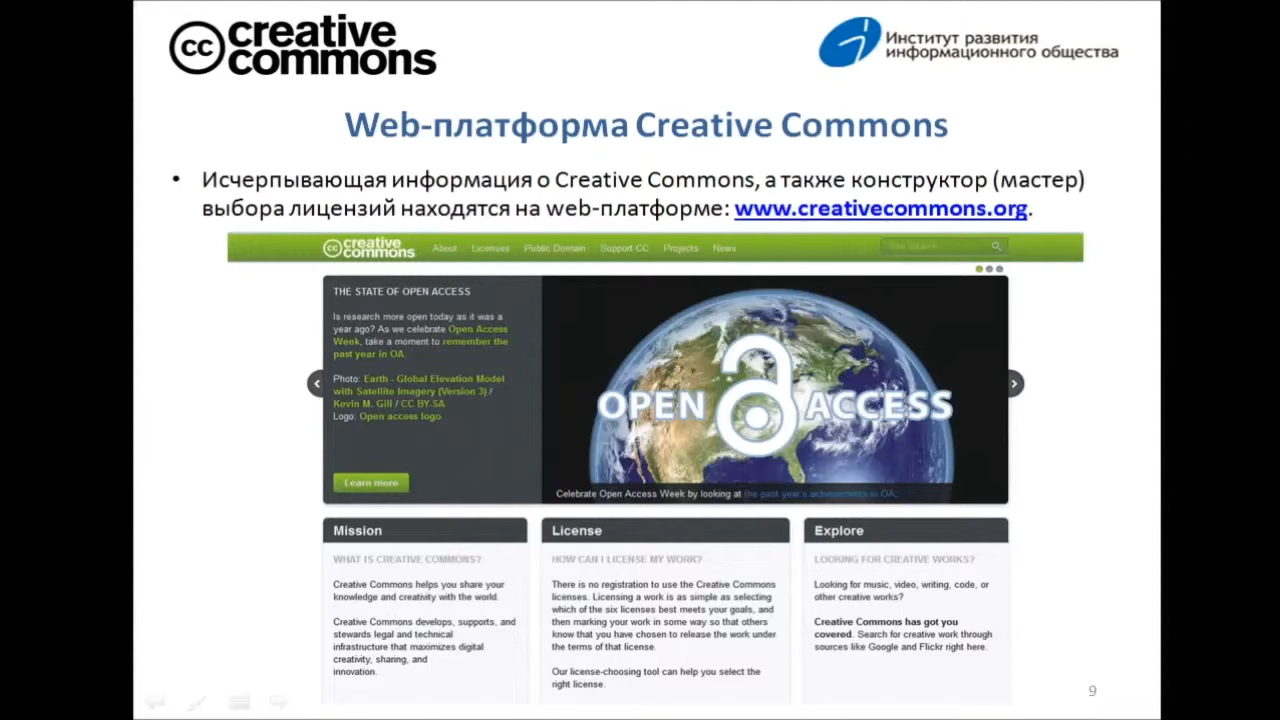 creative
commons
Институт развития
информационного общества
Web-платформа Creative Commons
• Исчерпывающая информация о Creative Commons, а также конструктор (мастер)
выбора лицензий находятся на web-платформе: www.creativecommons.org.
cc creative
commons
About Licenses Public Domain Support CC Projects News
Site Search
THE STATE OF OPEN ACCESS
Is research more open today as it was a
year ago? As we celebrate Open Access
Week, take a moment to remember the
past year in OA.
Photo: Earth - Global Elevation Model
with Satellite Imagery (Version 3) /
Kevin M. Gill / CC BY-SA
Logo: Open access logo
Learn more
OPEN ACCESS
Celebrate Open Access Week by looking at the past year's achievements in OA.
Mission
WHAT IS CREATIVE COMMONS?
Creative Commons helps you share your
knowledge and creativity with the world.
Creative Commons develops, supports, and
stewards legal and technical
infrastructure that maximizes digital
creativity, sharing, and
innovation.
License
HOW CAN I LICENSE MY WORK?
There is no registration to use the Creative Commons
licenses. Licensing a work is as simple as selecting
which of the six licenses best meets your goals, and
then marking your work in some way so that others
know that you have chosen to release the work under
the terms of that license.
Our license-choosing tool can help you select the
right license.
Explore
LOOKING FOR CREATIVE WORKS?
Looking for music, video, writing, code, or
other creative works?
Creative Commons has got you
covered. Search for creative work through
sources like Google and Flickr right here.
9